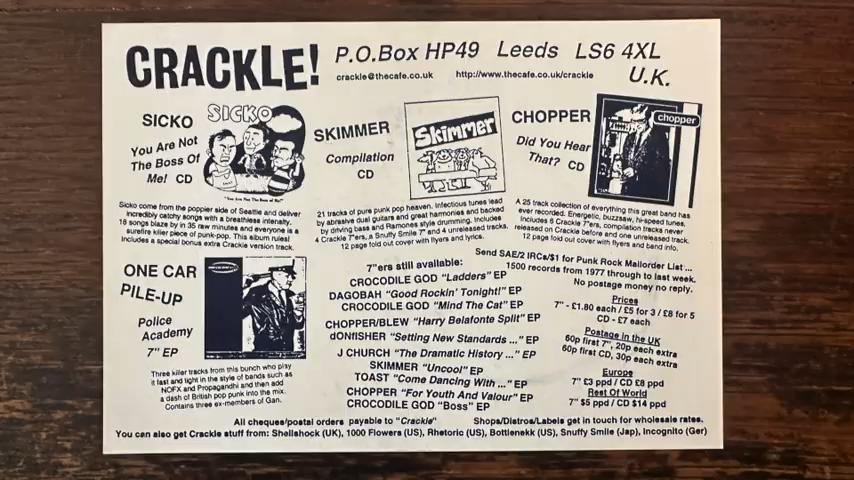 CRACKLE!
P.O.Box HP49 Leeds LS6 4XL
U.K.
crackle@thecafe.co.uk http://www.thecafe.co.uk/crackle
SICKO
You Are Not
The Boss Of
Me! CD
SICKO
"You Are Not The Boss of Me!"
Sicko come from the poppier side of Seattle and deliver
incredibly catchy songs with a breathless intensity.
18 songs blaze by in 35 raw minutes and everyone is a
surefire killer piece of punk-pop. This album rules!
Includes a special bonus extra Crackle version track.
SKIMMER
Compilation
CD
Skimmer
21 tracks of pure punk pop heaven. Infectious tunes lead
by abrasive dual guitars and great harmonies and backed
by driving bass and Ramones style drumming. Includes
4 Crackle 7"ers, a Snuffy Smile 7" and 4 unreleased tracks.
12 page fold out cover with flyers and lyrics.
CHOPPER
Did You Hear
That? CD
chopper
A 25 track collection of everything this great band has
ever recorded. Energetic, buzzsaw, hi-speed tunes.
Includes 6 Crackle 7"ers, compilation tracks never
released on Crackle before and one unreleased track.
12 page fold out cover with flyers and band info.
ONE CAR
PILE-UP
Police
Academy
7" EP
Three killer tracks from this bunch who play
it fast and tight in the style of bands such as
NOFX and Propagandhi and then add
a dash of British pop punk into the mix.
Contains three ex-members of Gan.
7"ers still available:
CROCODILE GOD "Ladders" EP
DAGOBAH "Good Rockin' Tonight!" EP
CROCODILE GOD "Mind The Cat" EP
CHOPPER/BLEW "Harry Belafonte Split" EP
dONfISHER "Setting New Standards ..." EP
J CHURCH "The Dramatic History ..." EP
SKIMMER "Uncool" EP
TOAST "Come Dancing With ..." EP
CHOPPER "For Youth And Valour" EP
CROCODILE GOD "Boss" EP
Send SAE/2 IRCs/$1 for Punk Rock Mailorder List ...
1500 records from 1977 through to last week.
No postage money no reply.
Prices
7" - £1.80 each / £5 for 3 / £8 for 5
CD - £7 each
Postage in the UK
60p first 7", 20p each extra
60p first CD, 30p each extra
Europe
7" £3 ppd / CD £8 ppd
Rest Of World
7" $5 ppd / CD $14 ppd
All cheques/postal orders payable to "Crackle" Shops/Distros/Labels get in touch for wholesale rates.
You can also get Crackle stuff from: Shellshock (UK), 1000 Flowers (US), Rhetoric (US), Bottlenekk (US), Snuffy Smile (Jap), Incognito (Ger)